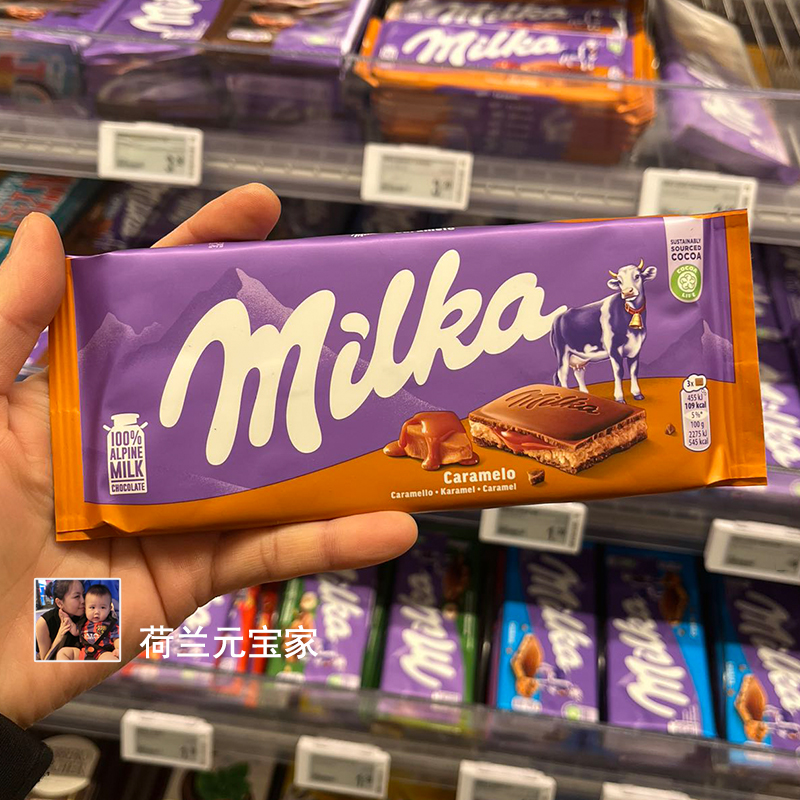 Milka
Milka
SUSTAINABLY
SOURCED
COCOA
COCOA
LIFE
Milka
3x
455 kJ
109 kcal
5 %*
100 g
2275 kJ
545 kcal
Milka
100%
ALPINE
MILK
CHOCOLATE
Caramelo
Caramello • Karamel • Caramel
荷兰元宝家
Milka
Milka
Milka
Milka